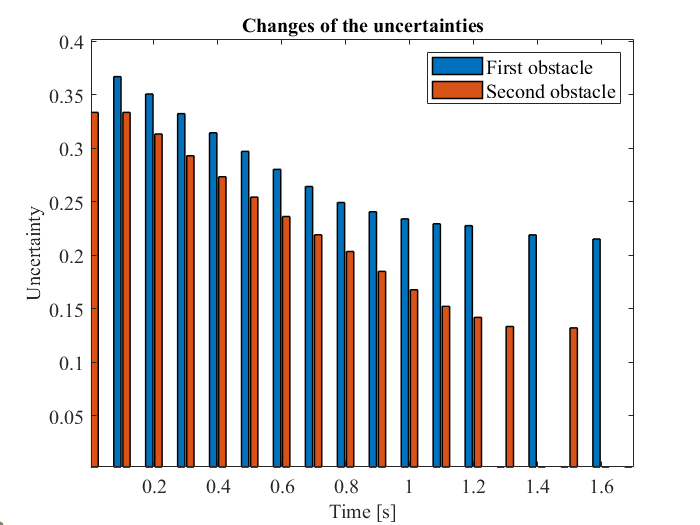 Changes of the uncertainties
0.4
0.35
0.3
0.25
0.2
0.15
0.1
0.05
Uncertainty
First obstacle
Second obstacle
0.2 0.4 0.6 0.8 1 1.2 1.4 1.6
Time [s]